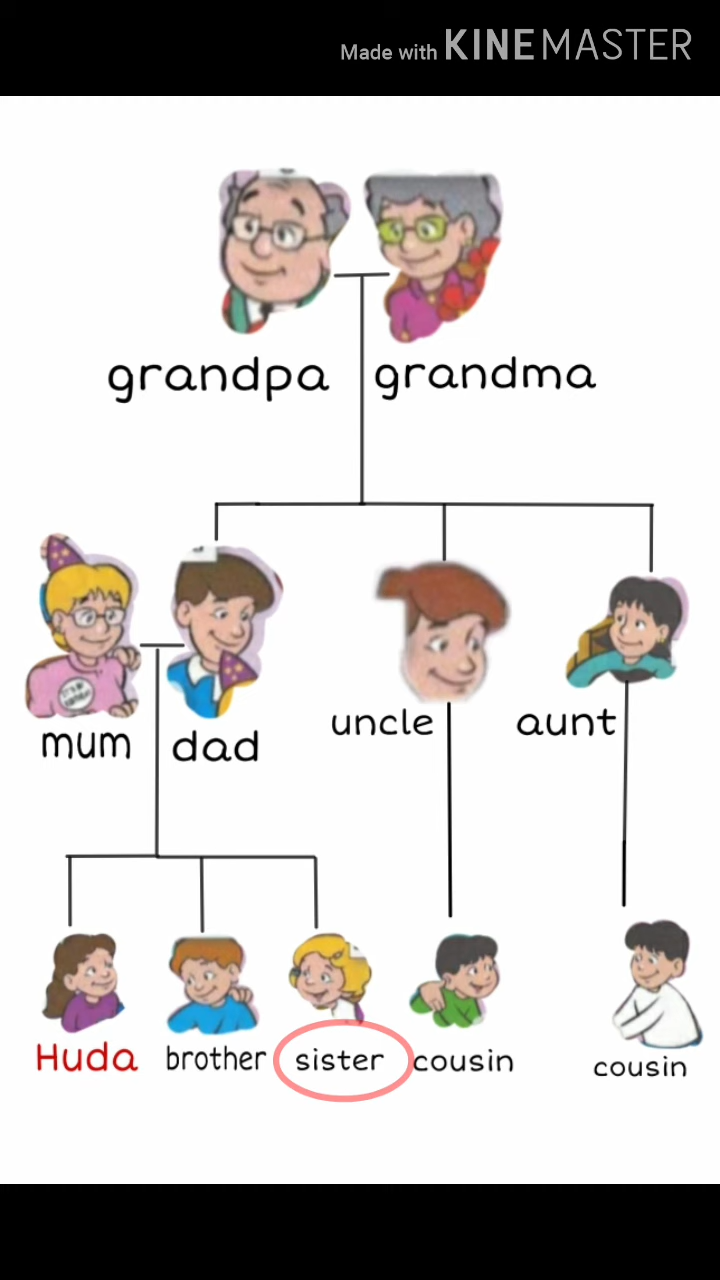 Made with KINEMASTER
grandpa grandma
mum dad uncle aunt
Huda brother sister cousin cousin